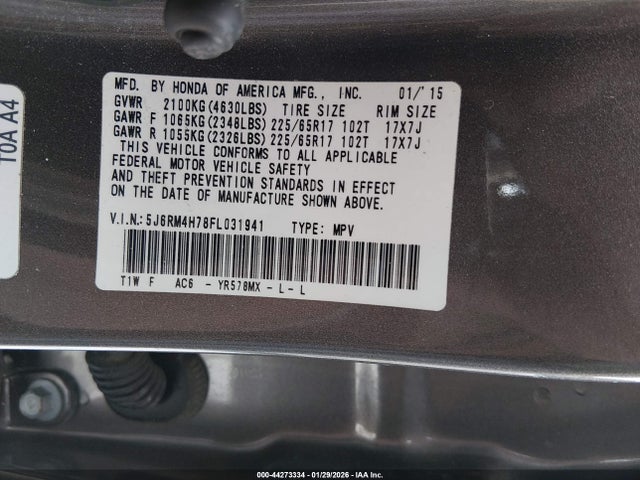 MFD. BY HONDA OF AMERICA MFG., INC. 01/'15
GVWR 2100KG(4630LBS) TIRE SIZE RIM SIZE
GAWR F 1065KG(2348LBS) 225/65R17 102T 17X7J
GAWR R 1055KG(2326LBS) 225/65R17 102T 17X7J
THIS VEHICLE CONFORMS TO ALL APPLICABLE
FEDERAL MOTOR VEHICLE SAFETY
AND THEFT PREVENTION STANDARDS IN EFFECT
ON THE DATE OF MANUFACTURE SHOWN ABOVE.
V.I.N.: 5J6RM4H78FL031941 TYPE: MPV
T1W F AC6 - YR578MX - L - L
T0A A4
000-44273334 - 01/29/2026 - IAA Inc.